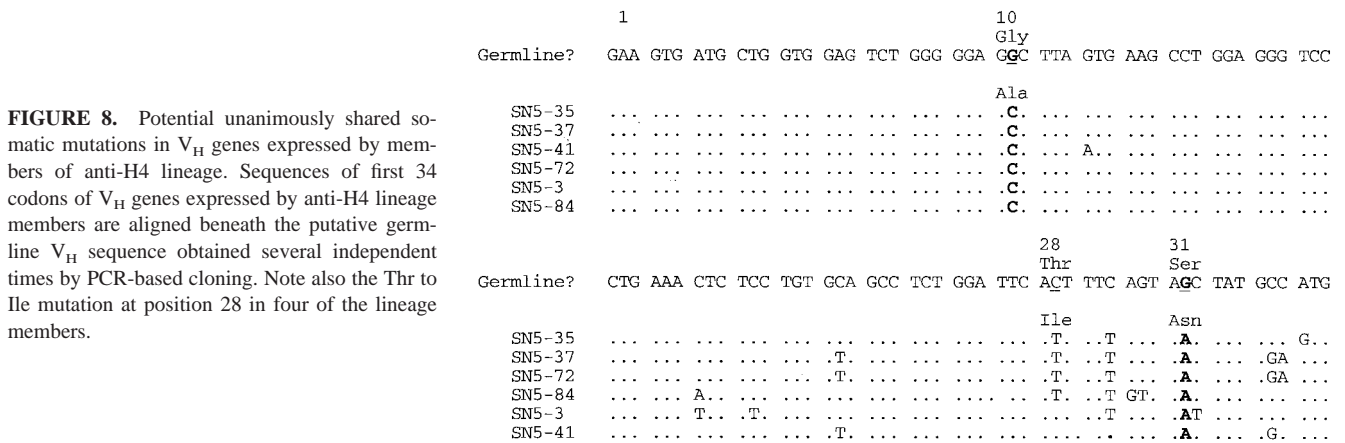 FIGURE 8. Potential unanimously shared so-
matic mutations in VH genes expressed by mem-
bers of anti-H4 lineage. Sequences of first 34
codons of VH genes expressed by anti-H4 lineage
members are aligned beneath the putative germ-
line VH sequence obtained several independent
times by PCR-based cloning. Note also the Thr to
Ile mutation at position 28 in four of the lineage
members.
1 10
Gly
Germline? GAA GTG ATG CTG GTG GAG TCT GGG GGA GGC TTA GTG AAG CCT GGA GGG TCC
Ala
SN5-35 ... ... ... ... ... ... ... ... ... .C. ... ... ... ... ... ... ...
SN5-37 ... ... ... ... ... ... ... ... ... .C. ... ... ... ... ... ... ...
SN5-41 ... ... ... ... ... ... ... ... ... .C. ... A.. ... ... ... ... ...
SN5-72 ... ... ... ... ... ... ... ... ... .C. ... ... ... ... ... ... ...
SN5-3 ... ... ... ... ... ... ... ... ... .C. ... ... ... ... ... ... ...
SN5-84 ... ... ... ... ... ... ... ... ... .C. ... ... ... ... ... ... ...
28 31
Thr Ser
Germline? CTG AAA CTC TCC TGT GCA GCC TCT GGA TTC ACT TTC AGT AGC TAT GCC ATG
Ile Asn
SN5-35 ... ... ... ... ... ... ... ... ... ... .T. ..T ... .A. ... ... G..
SN5-37 ... ... ... ... ... .T. ... ... ... ... .T. ..T ... .A. ... .GA ...
SN5-72 ... ... ... ... ... .T. ... ... ... ... .T. ..T ... .A. ... .GA ...
SN5-84 ... ... A.. ... ... ... ... ... ... ... .T. ..T GT. .A. ... ... ...
SN5-3 ... ... T.. .T. ... ... ... ... ... ... ... ..T ... .AT ... ... ...
SN5-41 ... ... ... ... ... .T. ... ... ... ... ... ... ... .A. ... .G. ...